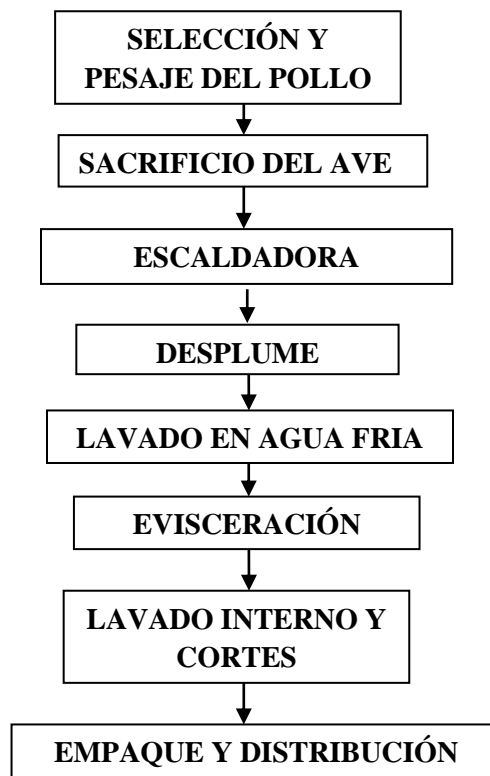 SELECCIÓN Y
PESAJE DEL POLLO
SACRIFICIO DEL AVE
ESCALDADORA
DESPLUME
LAVADO EN AGUA FRIA
EVISCERACIÓN
LAVADO INTERNO Y
CORTES
EMPAQUE Y DISTRIBUCIÓN